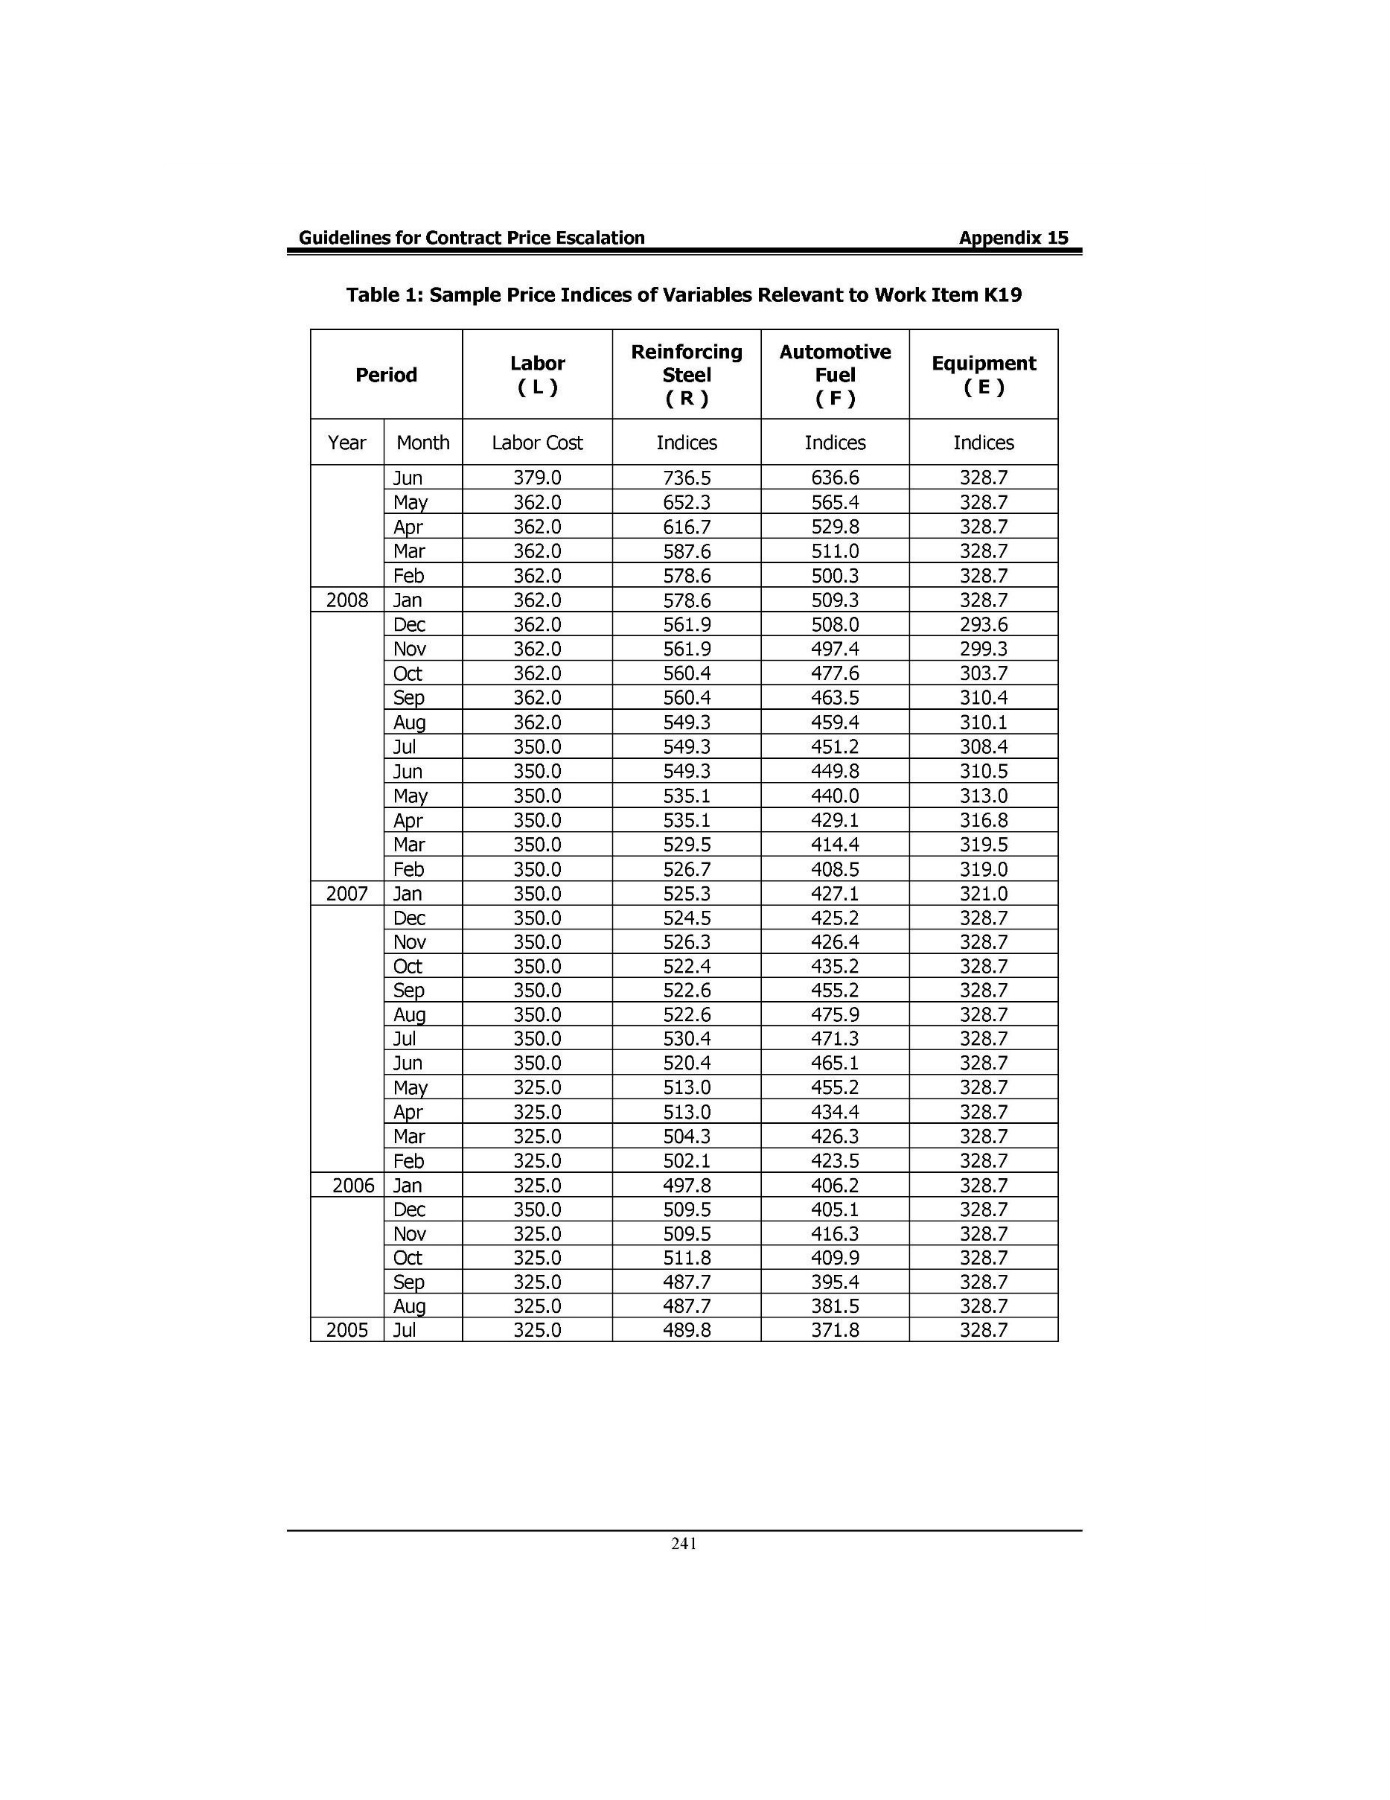 Guidelines for Contract Price Escalation Appendix 15
Table 1: Sample Price Indices of Variables Relevant to Work Item K19
Period Labor ( L ) Reinforcing Steel ( R ) Automotive Fuel ( F ) Equipment ( E )
Year Month Labor Cost Indices Indices Indices
Jun 379.0 736.5 636.6 328.7
May 362.0 652.3 565.4 328.7
Apr 362.0 616.7 529.8 328.7
Mar 362.0 587.6 511.0 328.7
Feb 362.0 578.6 500.3 328.7
2008 Jan 362.0 578.6 509.3 328.7
Dec 362.0 561.9 508.0 293.6
Nov 362.0 561.9 497.4 299.3
Oct 362.0 560.4 477.6 303.7
Sep 362.0 560.4 463.5 310.4
Aug 362.0 549.3 459.4 310.1
Jul 350.0 549.3 451.2 308.4
Jun 350.0 549.3 449.8 310.5
May 350.0 535.1 440.0 313.0
Apr 350.0 535.1 429.1 316.8
Mar 350.0 529.5 414.4 319.5
Feb 350.0 526.7 408.5 319.0
2007 Jan 350.0 525.3 427.1 321.0
Dec 350.0 524.5 425.2 328.7
Nov 350.0 526.3 426.4 328.7
Oct 350.0 522.4 435.2 328.7
Sep 350.0 522.6 455.2 328.7
Aug 350.0 522.6 475.9 328.7
Jul 350.0 530.4 471.3 328.7
Jun 350.0 520.4 465.1 328.7
May 325.0 513.0 455.2 328.7
Apr 325.0 513.0 434.4 328.7
Mar 325.0 504.3 426.3 328.7
Feb 325.0 502.1 423.5 328.7
2006 Jan 325.0 497.8 406.2 328.7
Dec 350.0 509.5 405.1 328.7
Nov 325.0 509.5 416.3 328.7
Oct 325.0 511.8 409.9 328.7
Sep 325.0 487.7 395.4 328.7
Aug 325.0 487.7 381.5 328.7
2005 Jul 325.0 489.8 371.8 328.7
241